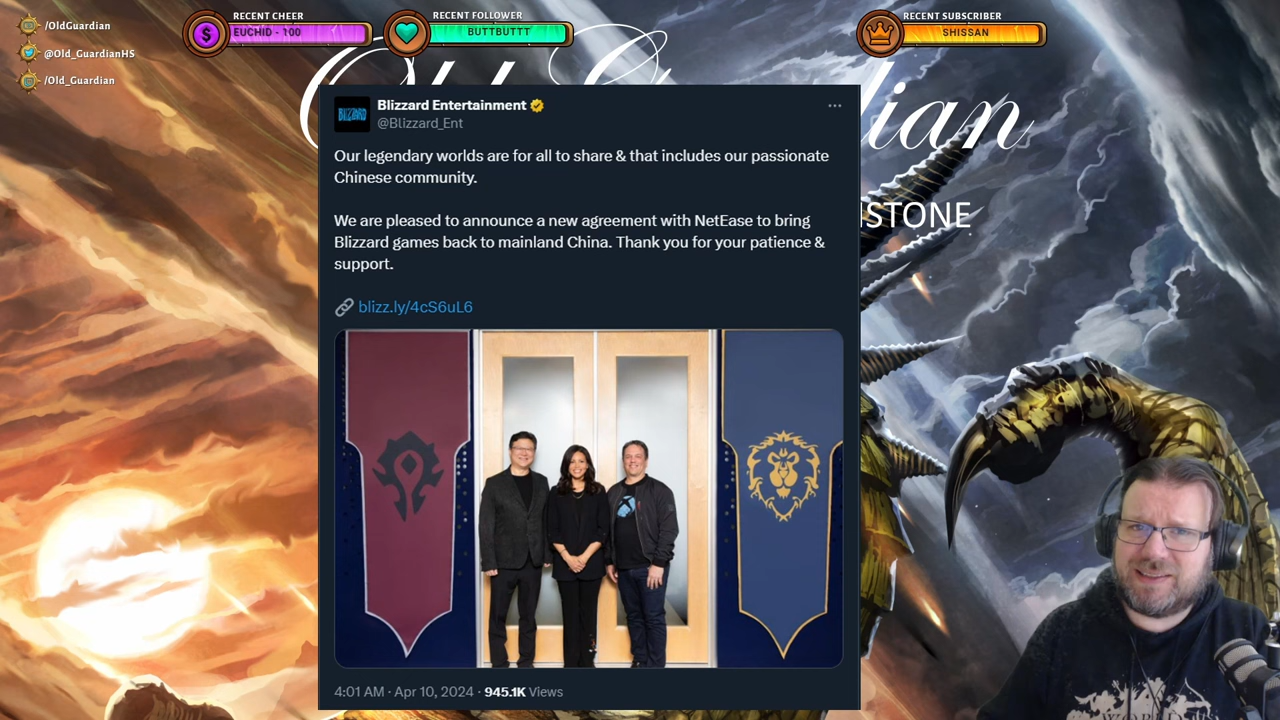 /OldGuardian
@Old_GuardianHS
/Old_Guardian
RECENT CHEER
EUCHID - 100
RECENT FOLLOWER
BUTTBUTTT
RECENT SUBSCRIBER
SHISSAN
Old Guardian
STONE
BLIZZARD
Blizzard Entertainment
@Blizzard_Ent
Our legendary worlds are for all to share & that includes our passionate
Chinese community.
We are pleased to announce a new agreement with NetEase to bring
Blizzard games back to mainland China. Thank you for your patience &
support.
blizz.ly/4cS6uL6
4:01 AM · Apr 10, 2024 · 945.1K Views